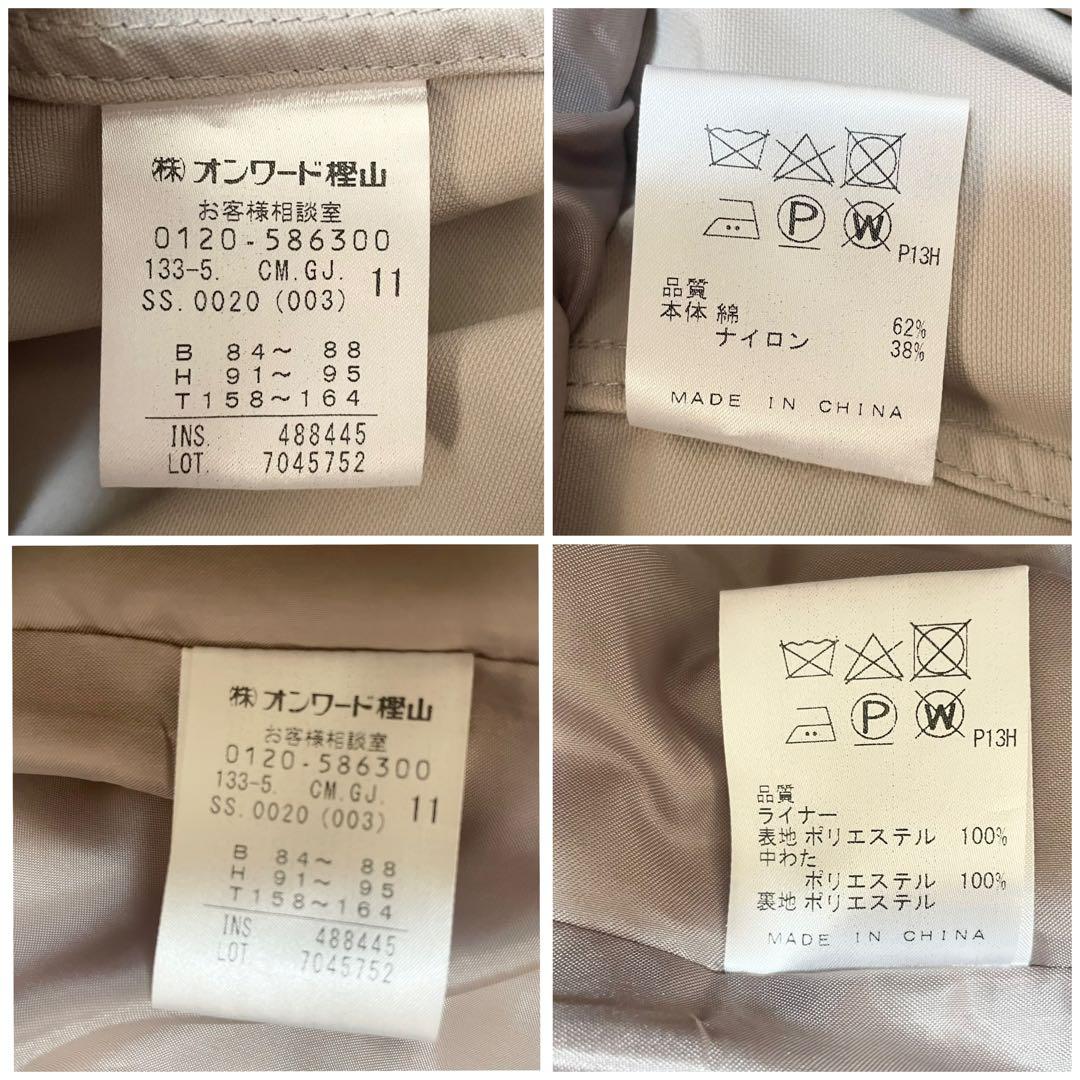 ㈱オンワード樫山
お客様相談室
0120-586300
133-5. CM.GJ. 11
SS.0020 (003)
B 84～ 88
H 91～ 95
T158～164
INS. 488445
LOT. 7045752
P W P13H
品質
本体 綿 62%
ナイロン 38%
MADE IN CHINA
㈱オンワード樫山
お客様相談室
0120-586300
133-5. CM.GJ. 11
SS.0020 (003)
B 84～ 88
H 91～ 95
T158～164
INS. 488445
LOT. 7045752
P W P13H
品質
ライナー
表地 ポリエステル 100%
中わた
ポリエステル 100%
裏地 ポリエステル
MADE IN CHINA